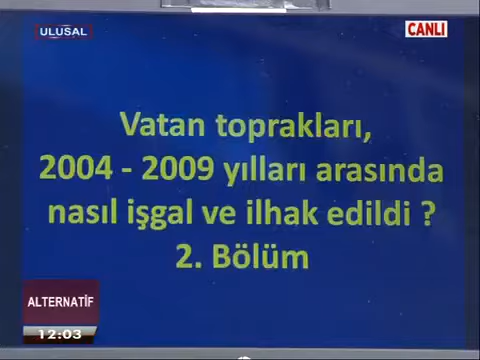 ULUSAL
CANLI
Vatan toprakları,
2004 - 2009 yılları arasında
nasıl işgal ve ilhak edildi ?
2. Bölüm
ALTERNATİF
12:03